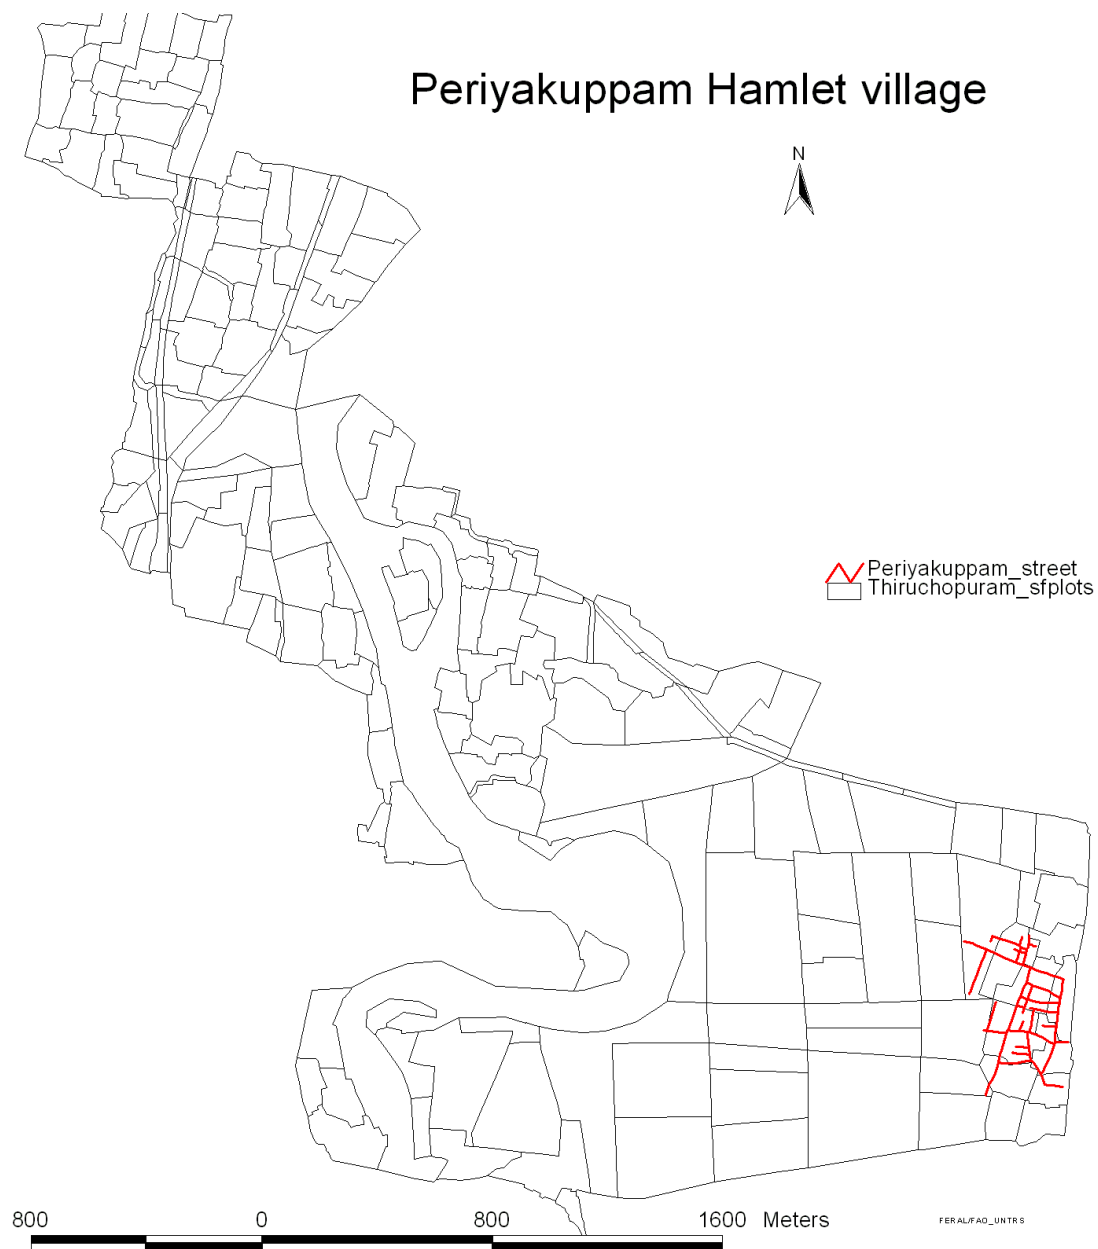 Periyakuppam Hamlet village
N
Periyakuppam_street
Thiruchopuram_sfplots
800 0 800 1600 Meters
FERAL/FAO_UNTRS